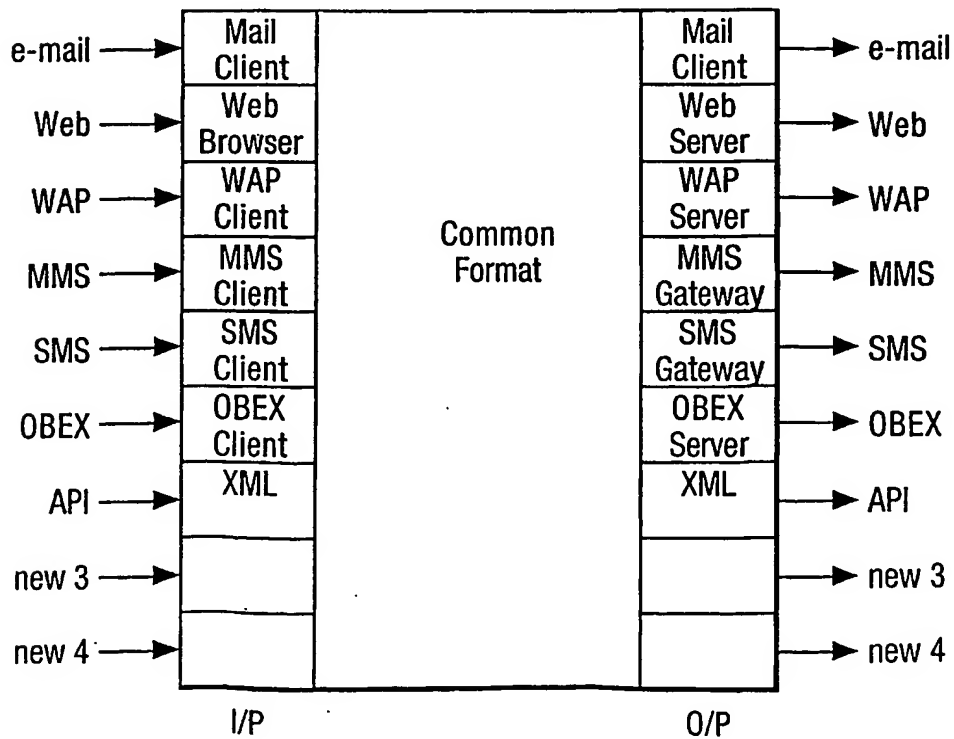 e-mail
Mail
Client
Mail
Client
e-mail
Web
Web
Browser
Web
Server
Web
WAP
WAP
Client
WAP
Server
WAP
Common
Format
MMS
MMS
Client
MMS
Gateway
MMS
SMS
SMS
Client
SMS
Gateway
SMS
OBEX
OBEX
Client
OBEX
Server
OBEX
API
XML
XML
API
new 3
new 3
new 4
new 4
I/P
O/P